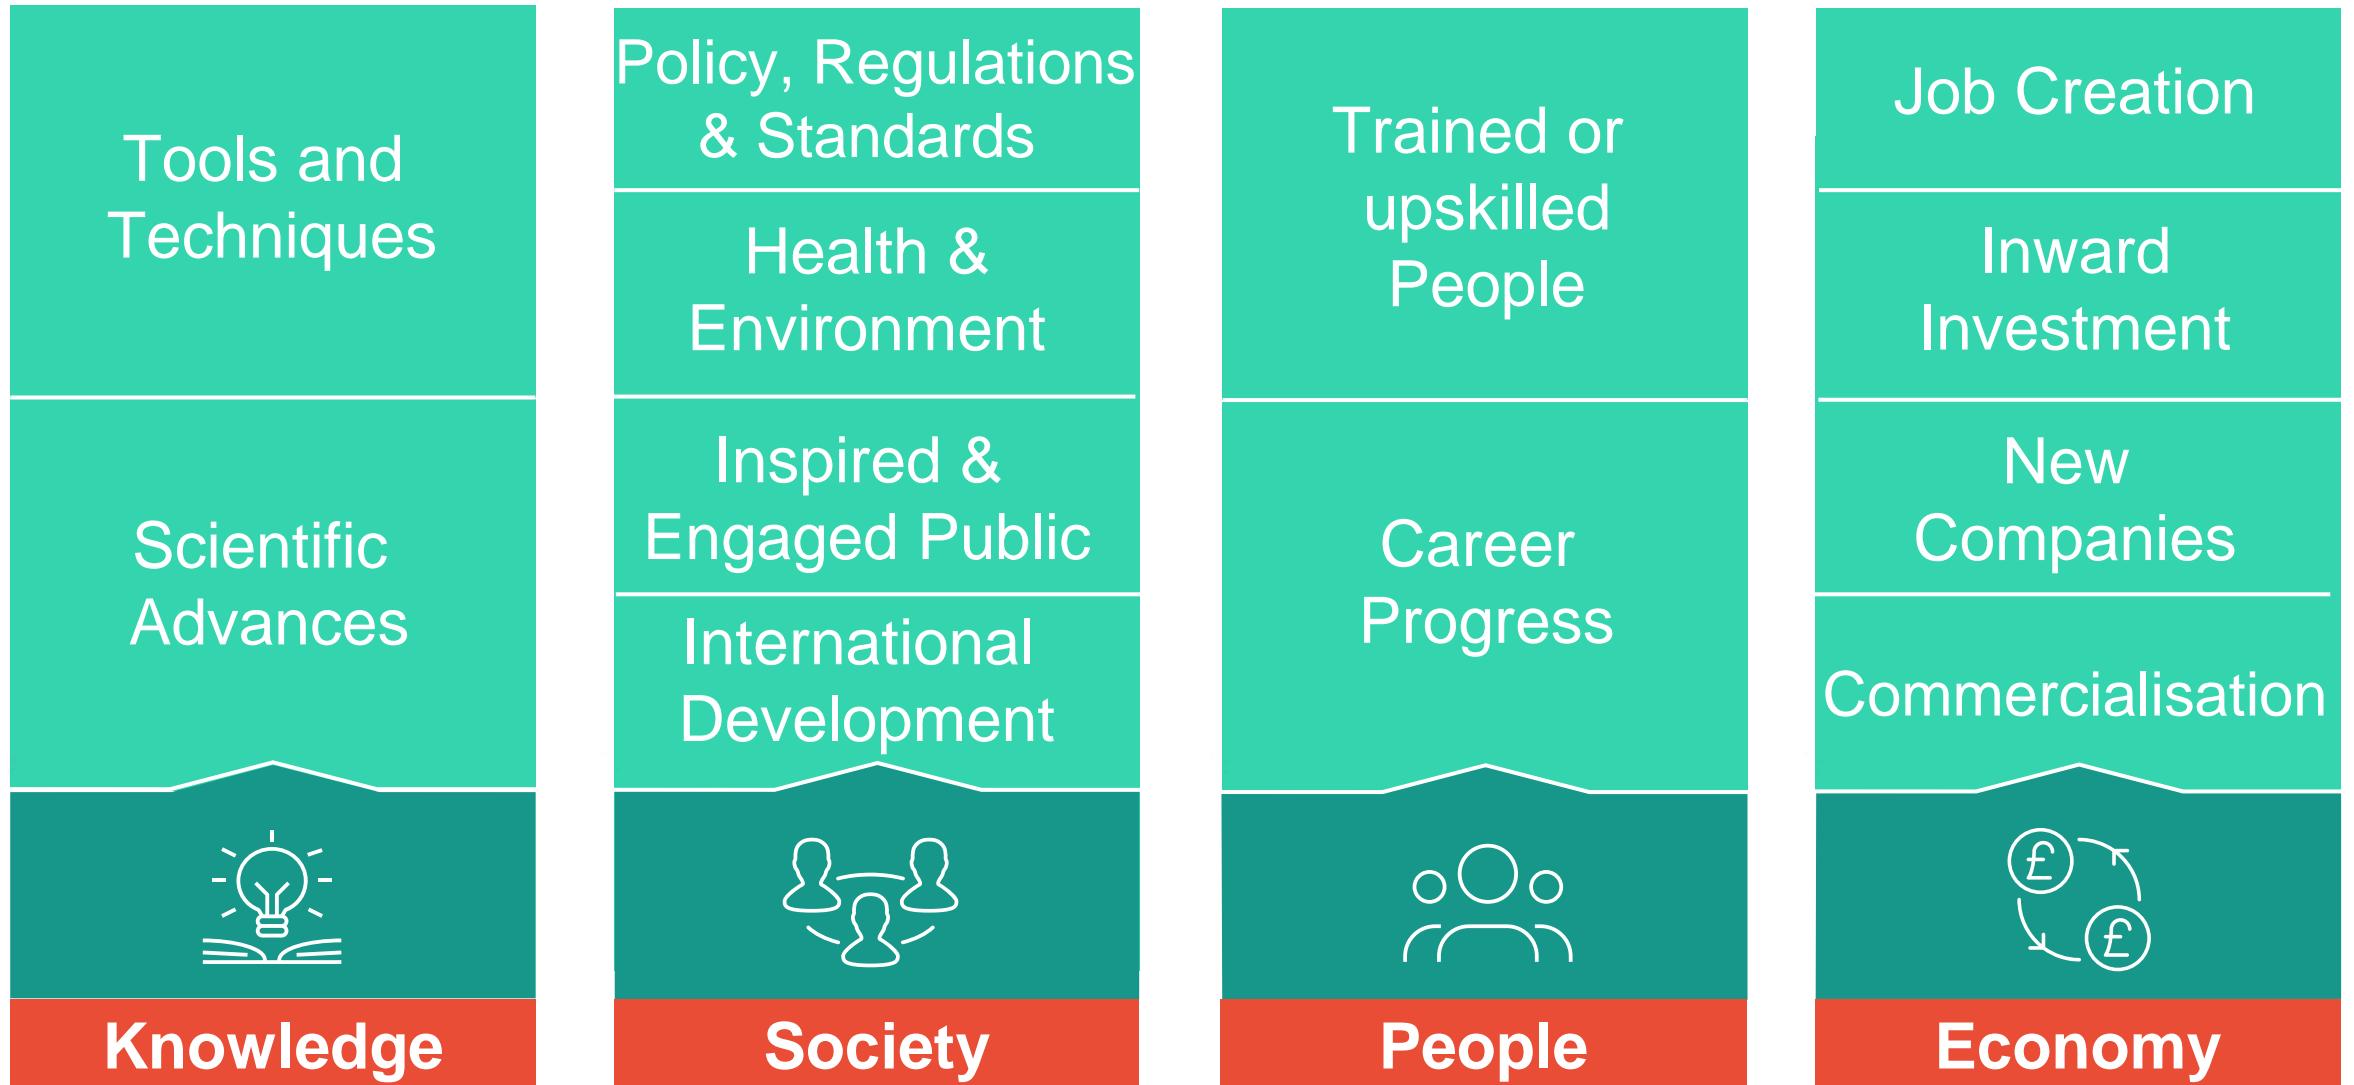 Tools and
Techniques
Scientific
Advances
Knowledge
Policy, Regulations
& Standards
Health &
Environment
Inspired &
Engaged Public
International
Development
Society
Trained or
upskilled
People
Career
Progress
People
Job Creation
Inward
Investment
New
Companies
Commercialisation
£
£
Economy